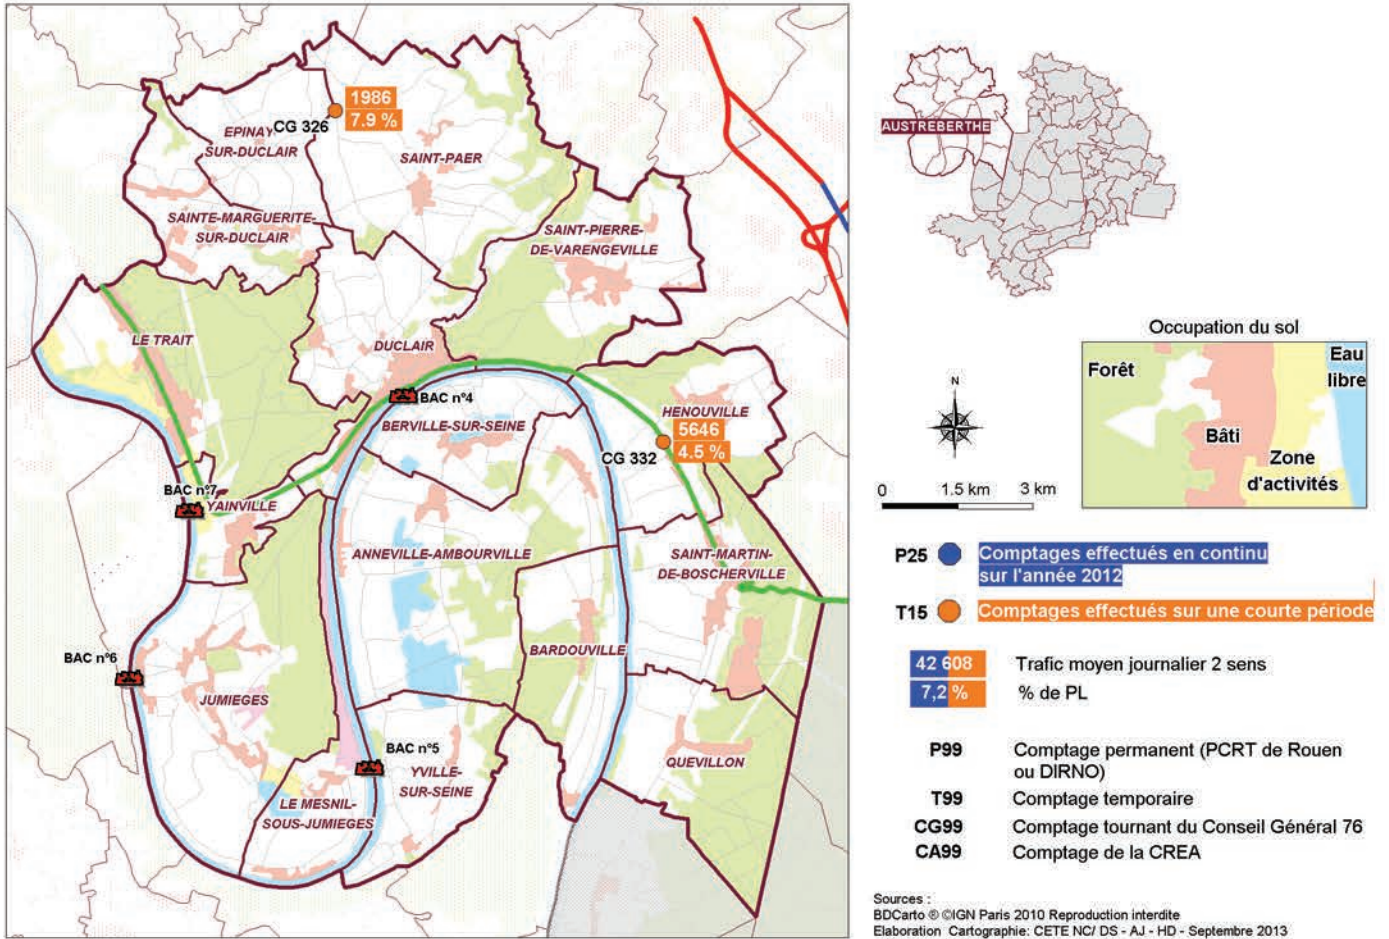 1986
7.9 %
CG 326
EPINAY
SUR-DUCLAIR
SAINT-PAER
SAINTE-MARGUERITE-
SUR-DUCLAIR
SAINT-PIERRE-
DE-VARENGEVILLE
LE TRAIT
DUCLAIR
BAC n°4
BERVILLE-SUR-SEINE
HENOUVILLE
5646
4.5 %
CG 332
BAC n°7
YAINVILLE
ANNEVILLE-AMBOURVILLE
SAINT-MARTIN-
DE-BOSCHERVILLE
BARDOUVILLE
BAC n°6
JUMIEGES
BAC n°5
YVILLE-
SUR-SEINE
QUEVILLON
LE MESNIL-
SOUS-JUMIEGES
AUSTREBERTHE
Occupation du sol
Forêt
Eau
libre
Bâti
Zone
d'activités
N
0 1.5 km 3 km
P25 Comptages effectués en continu
sur l'année 2012
T15 Comptages effectués sur une courte période
42 608 Trafic moyen journalier 2 sens
7,2 % % de PL
P99 Comptage permanent (PCRT de Rouen
ou DIRNO)
T99 Comptage temporaire
CG99 Comptage tournant du Conseil Général 76
CA99 Comptage de la CREA
Sources :
BDCarto ® ©IGN Paris 2010 Reproduction interdite
Elaboration Cartographie: CETE NC/ DS - AJ - HD - Septembre 2013